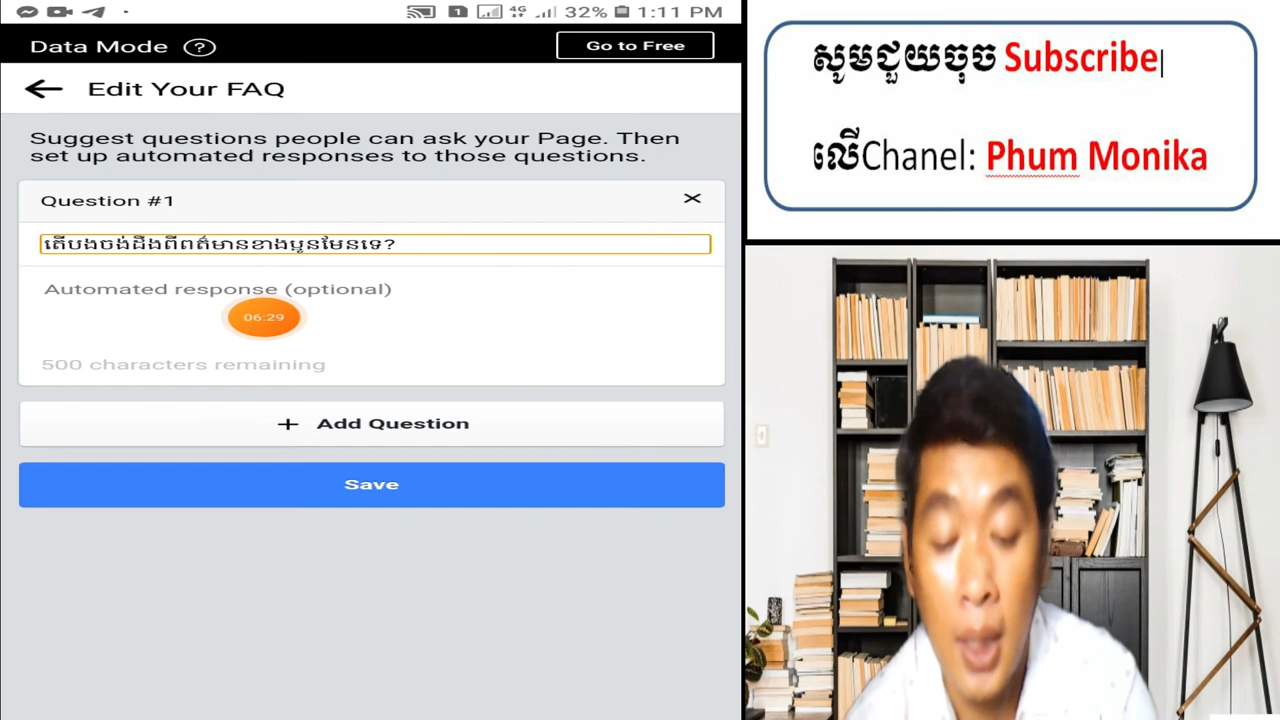 1 4G 32% 1:11 PM
Data Mode ? Go to Free
Edit Your FAQ
Suggest questions people can ask your Page. Then
set up automated responses to those questions.
Question #1
តើបងចង់ដឹងពីពត៌មានខាងប្អូនមែនទេ?
Automated response (optional)
06:29
500 characters remaining
+ Add Question
Save
សូមជួយចុច Subscribe
លើChanel: Phum Monika